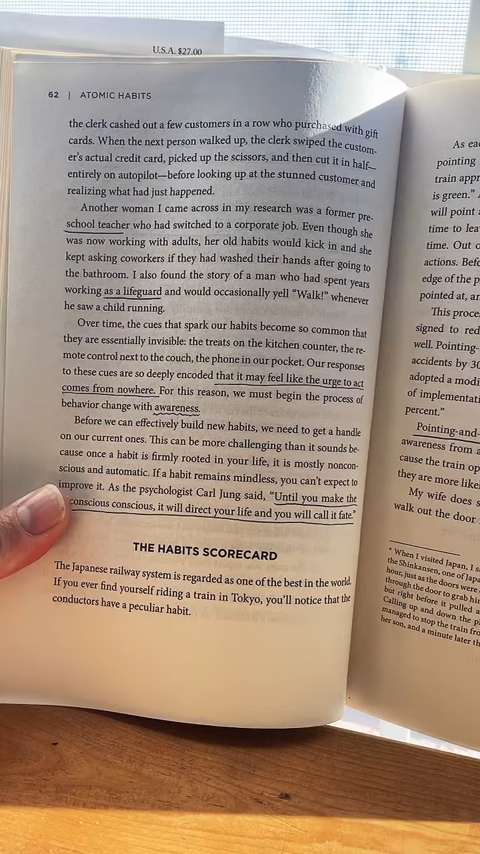 U.S.A. $27.00
62 | ATOMIC HABITS
the clerk cashed out a few customers in a row who purchased with gift
cards. When the next person walked up, the clerk swiped the custom-
er's actual credit card, picked up the scissors, and then cut it in half—
entirely on autopilot—before looking up at the stunned customer and
realizing what had just happened.
Another woman I came across in my research was a former pre-
school teacher who had switched to a corporate job. Even though she
was now working with adults, her old habits would kick in and she
kept asking coworkers if they had washed their hands after going to
the bathroom. I also found the story of a man who had spent years
working as a lifeguard and would occasionally yell “Walk!” whenever
he saw a child running.
Over time, the cues that spark our habits become so common that
they are essentially invisible: the treats on the kitchen counter, the re-
mote control next to the couch, the phone in our pocket. Our responses
to these cues are so deeply encoded that it may feel like the urge to act
comes from nowhere. For this reason, we must begin the process of
behavior change with awareness.
Before we can effectively build new habits, we need to get a handle
on our current ones. This can be more challenging than it sounds be-
cause once a habit is firmly rooted in your life, it is mostly noncon-
scious and automatic. If a habit remains mindless, you can't expect to
improve it. As the psychologist Carl Jung said, “Until you make the
conscious conscious, it will direct your life and you will call it fate.”
THE HABITS SCORECARD
The Japanese railway system is regarded as one of the best in the world.
If you ever find yourself riding a train in Tokyo, you'll notice that the
conductors have a peculiar habit.
As
pointing
train appr
is green.”
will point
time to lea
time. Out o
actions. Befo
edge of the p
pointed at, an
This proce
signed to red
well. Pointing-
accidents by 30
adopted a modi
of implementati
percent.”
Pointing-and-
awareness from a
cause the train op
they are more like
My wife does s
walk out the door
* When I visited Japan, I s
the Shinkansen, one of Japa
hour, just as the doors were
through the door to grab hi
but right before it pulled a
Calling up and down the p
managed to stop the train fro
her son, and a minute later th